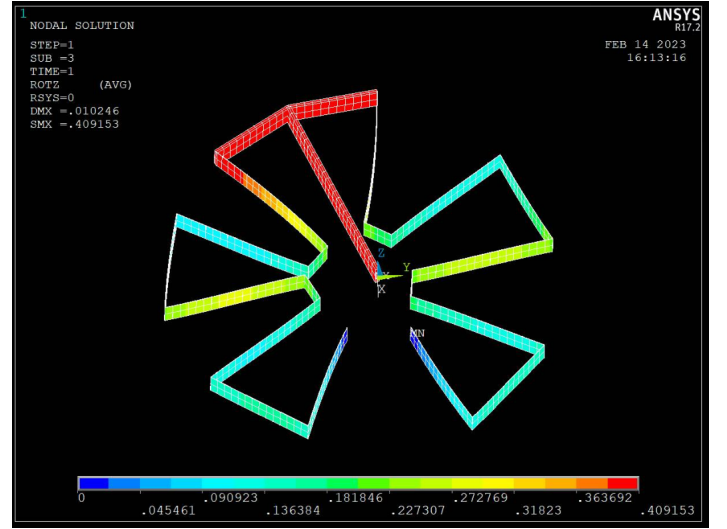 1
NODAL SOLUTION
STEP=1
SUB =3
TIME=1
ROTZ (AVG)
RSYS=0
DMX =.010246
SMX =.409153
ANSYS
R17.2
FEB 14 2023
16:13:16
Z
Y
X
MN
0 .090923 .181846 .272769 .363692
.045461 .136384 .227307 .31823 .409153